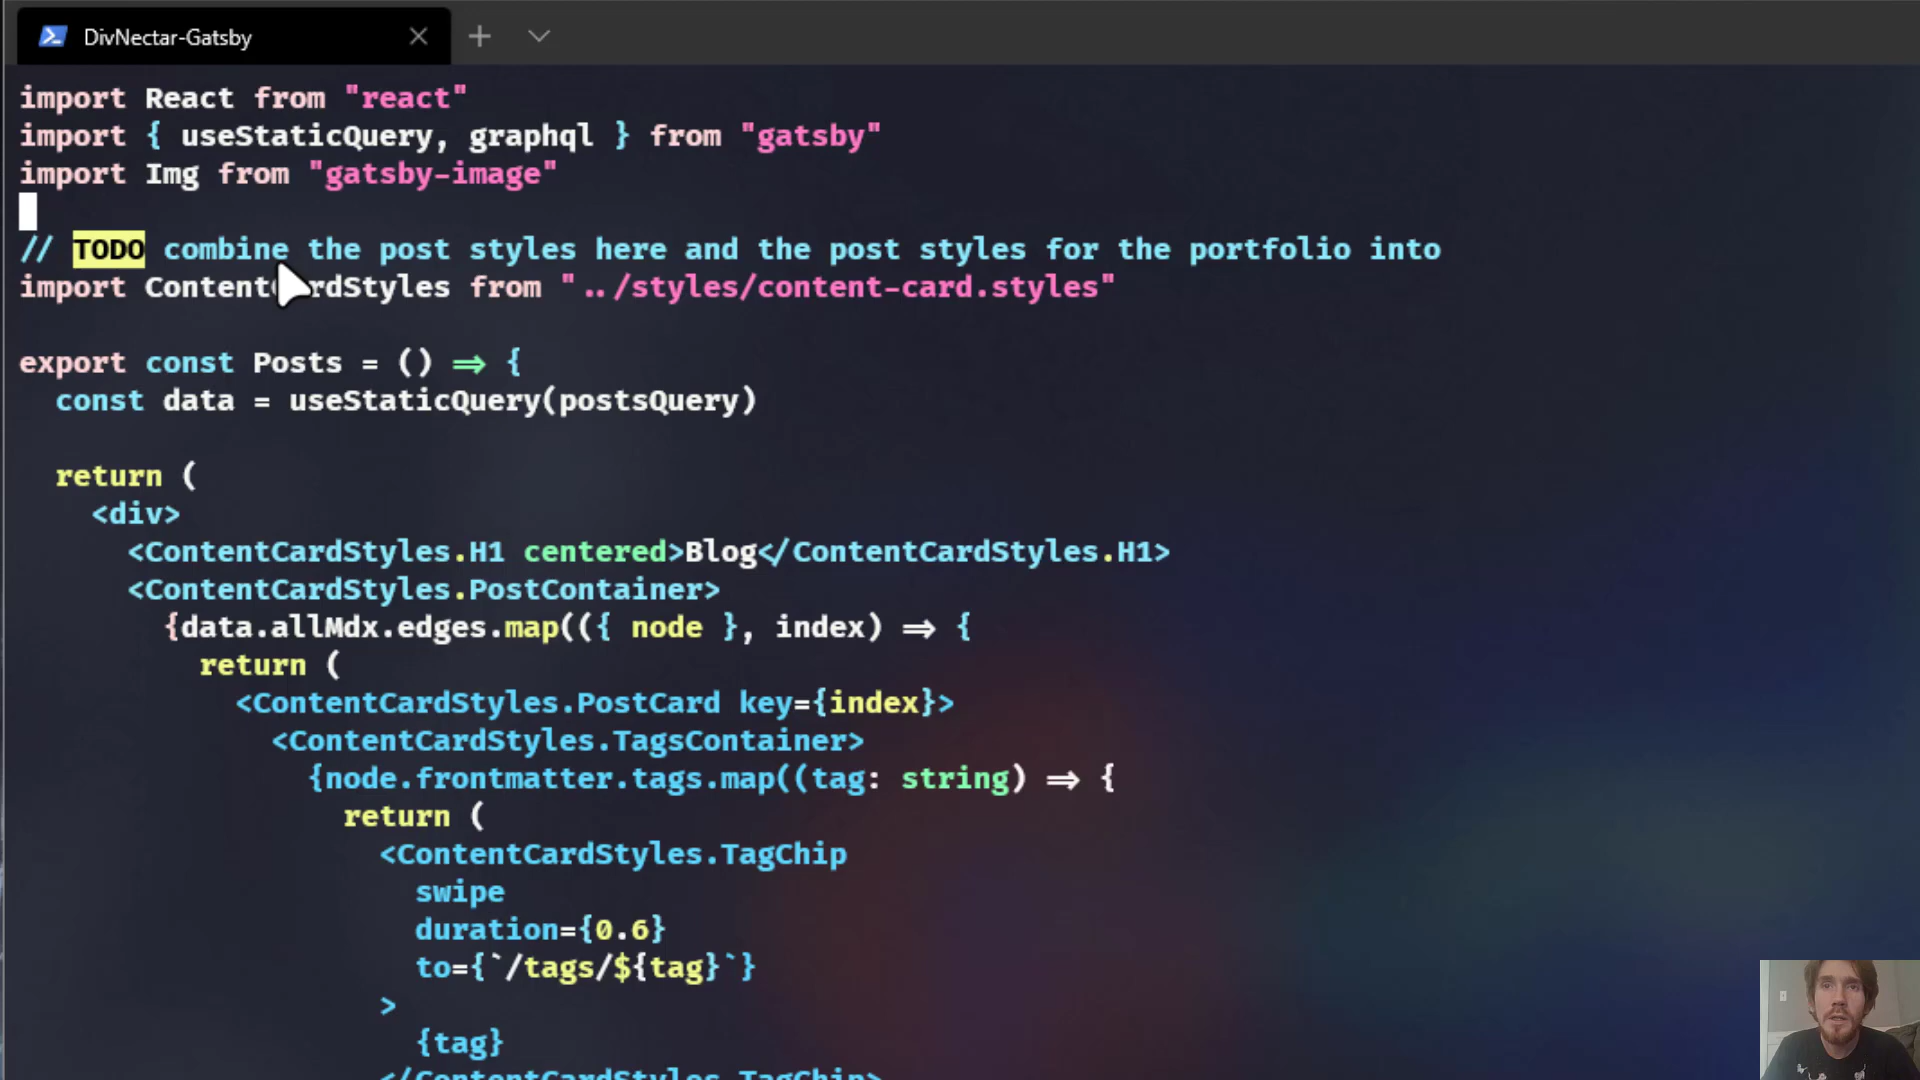 DivNectar-Gatsby
import React from "react"
import { useStaticQuery, graphql } from "gatsby"
import Img from "gatsby-image"
// TODO combine the post styles here and the post styles for the portfolio into
import ContentCardStyles from "../styles/content-card.styles"
export const Posts = () => {
  const data = useStaticQuery(postsQuery)
  return (
    <div>
      <ContentCardStyles.H1 centered>Blog</ContentCardStyles.H1>
      <ContentCardStyles.PostContainer>
        {data.allMdx.edges.map(({ node }, index) => {
          return (
            <ContentCardStyles.PostCard key={index}>
              <ContentCardStyles.TagsContainer>
                {node.frontmatter.tags.map((tag: string) => {
                  return (
                    <ContentCardStyles.TagChip
                      swipe
                      duration={0.6}
                      to={`/tags/${tag}`}
                    >
                      {tag}
                    </ContentCardStyles.TagChip>